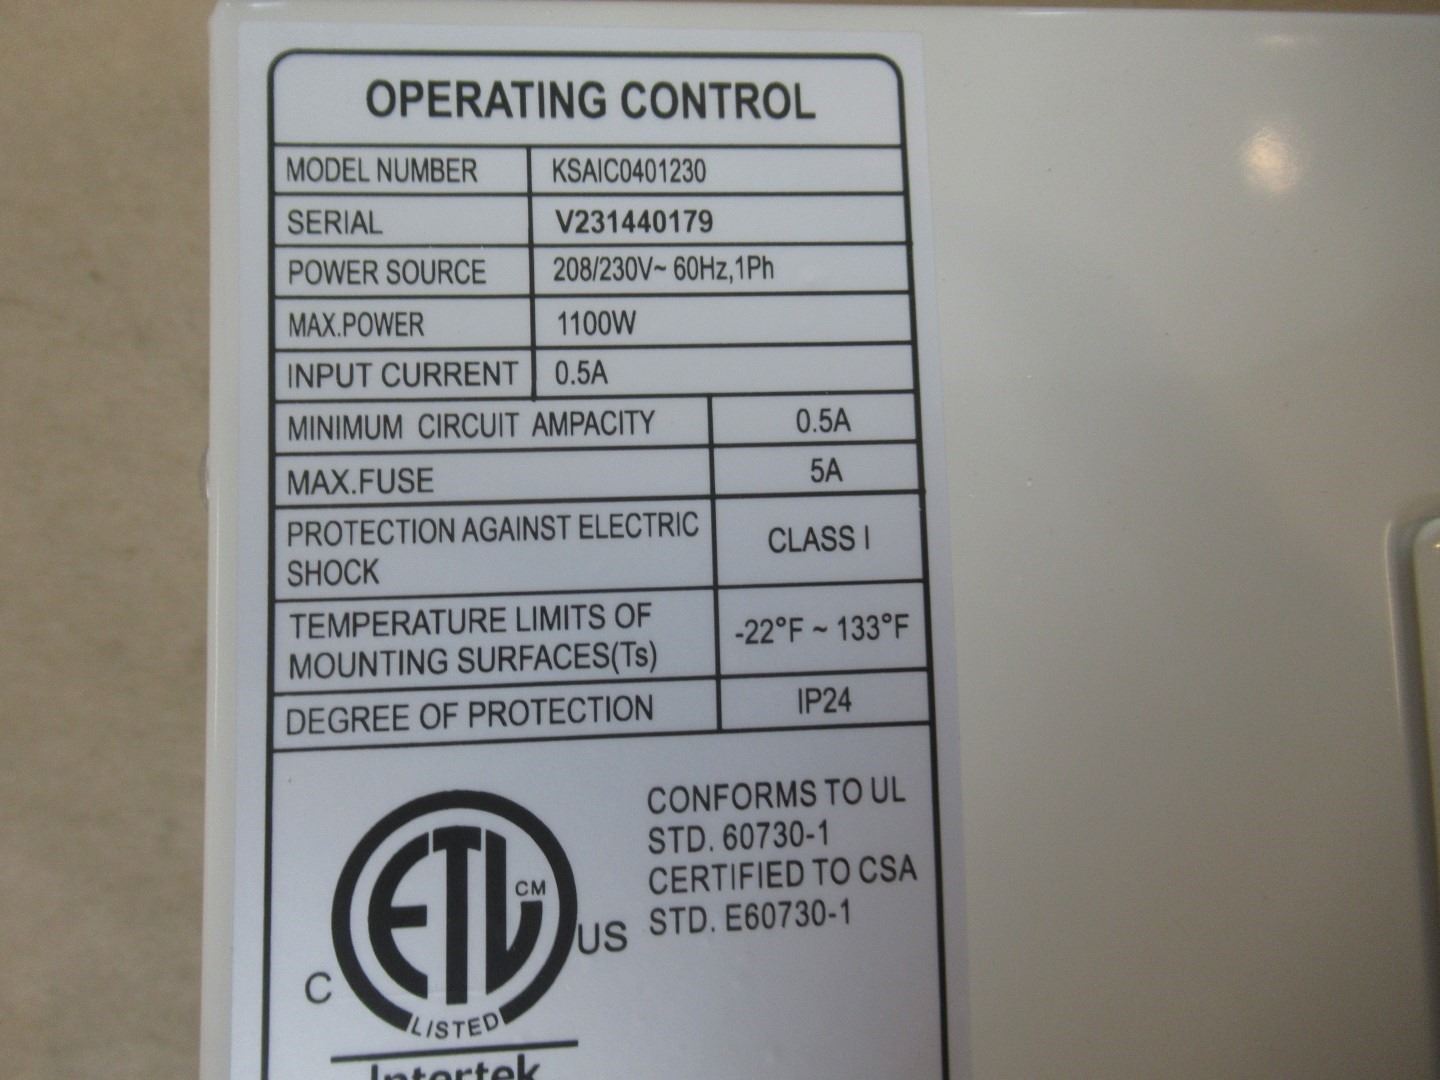 OPERATING CONTROL
MODEL NUMBER KSAIC0401230
SERIAL V231440179
POWER SOURCE 208/230V~ 60Hz,1Ph
MAX.POWER 1100W
INPUT CURRENT 0.5A
MINIMUM CIRCUIT AMPACITY 0.5A
MAX.FUSE 5A
PROTECTION AGAINST ELECTRIC
SHOCK CLASS I
TEMPERATURE LIMITS OF
MOUNTING SURFACES(Ts) -22°F ~ 133°F
DEGREE OF PROTECTION IP24
CONFORMS TO UL
STD. 60730-1
CERTIFIED TO CSA
STD. E60730-1
ETL CM
C US
LISTED
Intertek